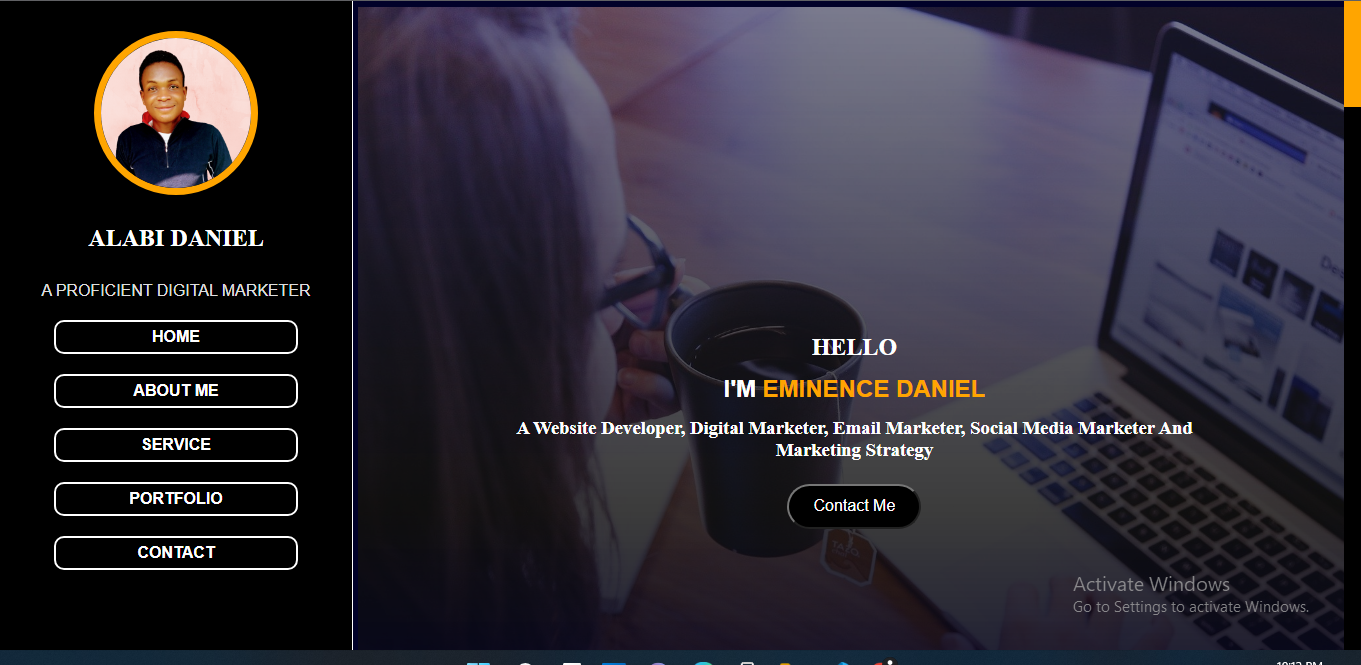 ALABI DANIEL
A PROFICIENT DIGITAL MARKETER
HOME
ABOUT ME
SERVICE
PORTFOLIO
CONTACT
HELLO
I'M EMINENCE DANIEL
A Website Developer, Digital Marketer, Email Marketer, Social Media Marketer And
Marketing Strategy
Contact Me
Activate Windows
Go to Settings to activate Windows.